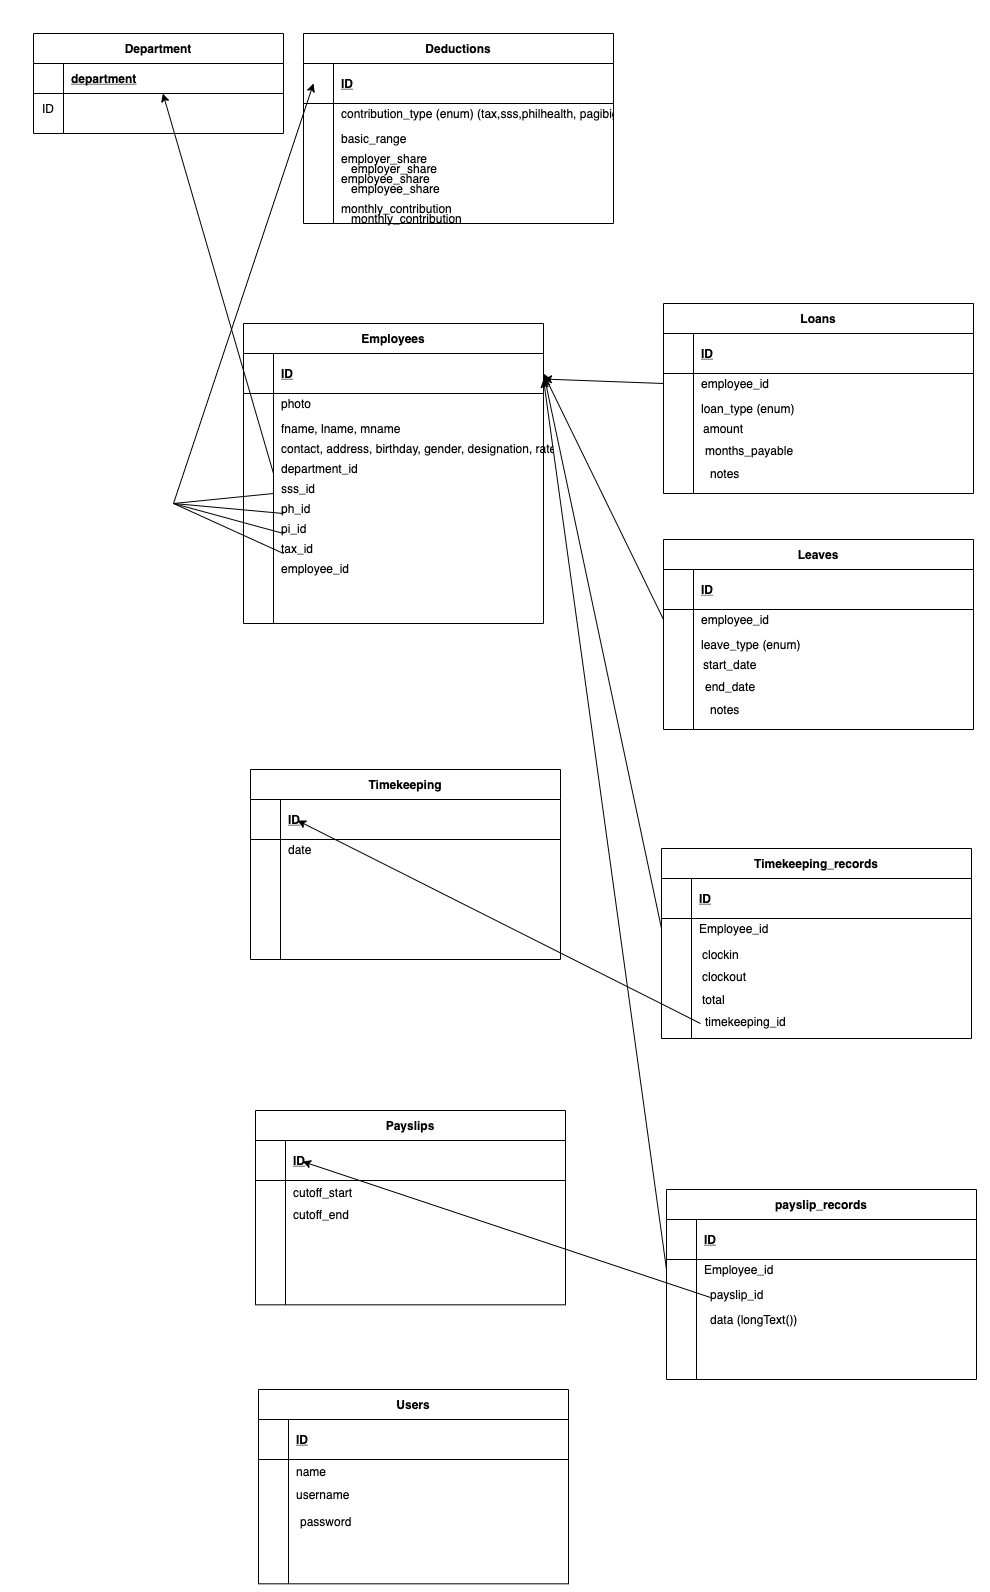 Department
department
ID
Deductions
ID
contribution_type (enum) (tax,sss,philhealth,
basic_range
employer_share
employer_share
employee_share
employee_share
monthly_contribution
monthly_contribution
Employees
ID
photo
fname, lname, mname
contact, address, birthday, gender, designation, rate
department_id
sss_id
ph_id
pi_id
tax_id
employee_id
Loans
ID
employee_id
loan_type (enum)
amount
months_payable
notes
Leaves
ID
employee_id
leave_type (enum)
start_date
end_date
notes
Timekeeping
ID
date
Timekeeping_records
ID
Employee_id
clockin
clockout
total
timekeeping_id
Payslips
ID
cutoff_start
cutoff_end
payslip_records
ID
Employee_id
payslip_id
data (longText())
Users
ID
name
username
password